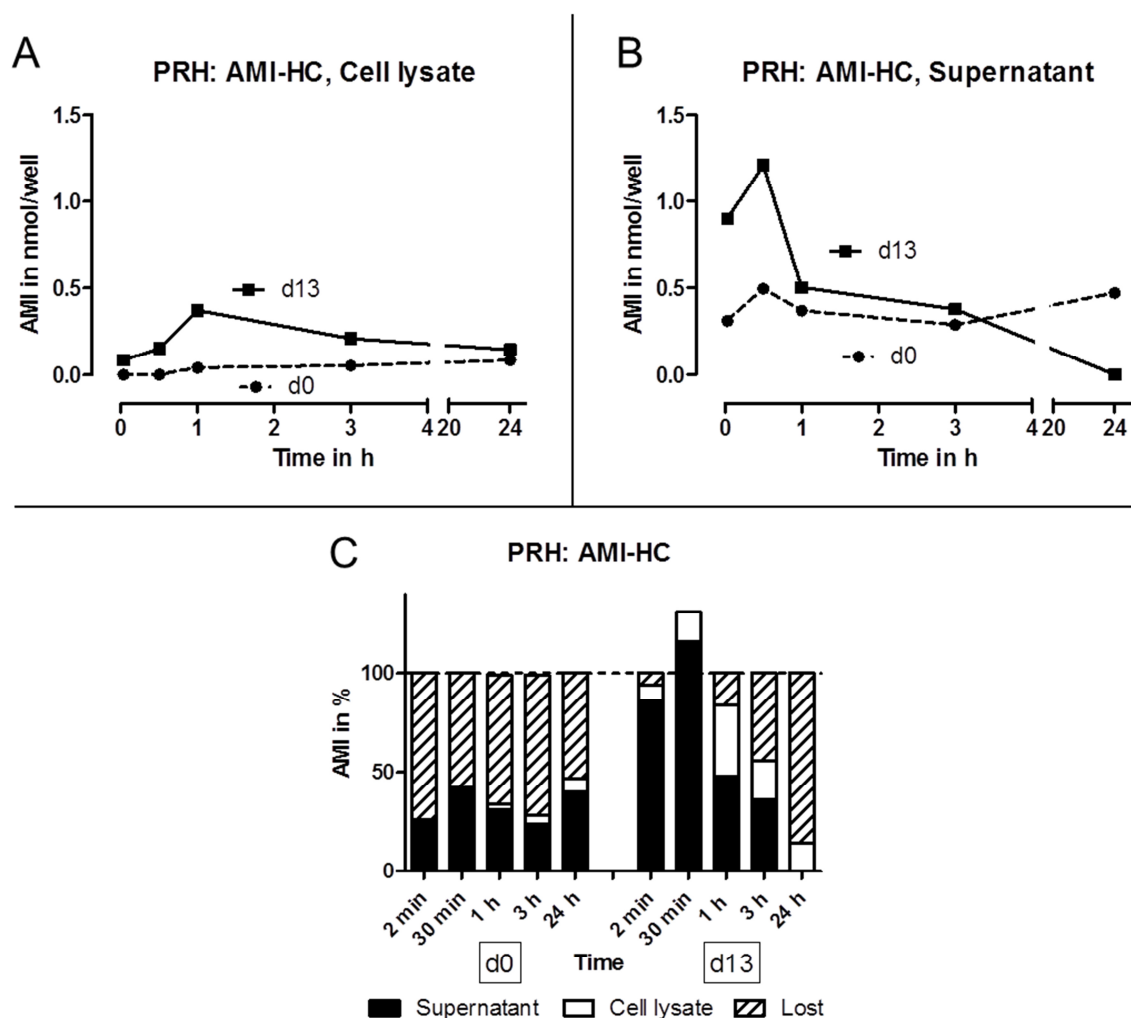 A
PRH: AMI-HC, Cell lysate
AMI in nmol/well
1.5
1.0
0.5
0.0
d13
d0
0 1 2 3 4 20 24
Time in h
B
PRH: AMI-HC, Supernatant
AMI in nmol/well
1.5
1.0
0.5
0.0
d13
d0
0 1 2 3 4 20 24
Time in h
C
PRH: AMI-HC
AMI in %
100
50
0
2 min 30 min 1 h 3 h 24 h 2 min 30 min 1 h 3 h 24 h
d0 Time d13
Supernatant Cell lysate Lost